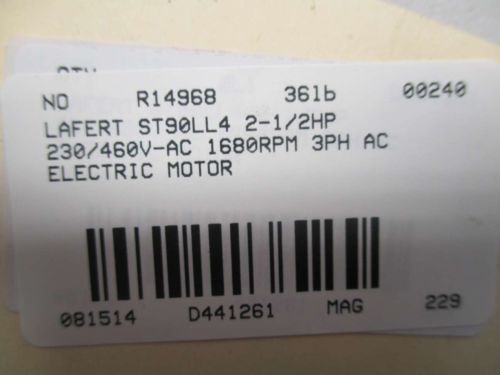 NO R14968 36lb 00240
LAFERT ST90LL4 2-1/2HP
230/460V-AC 1680RPM 3PH AC
ELECTRIC MOTOR
081514 D441261 MAG 229